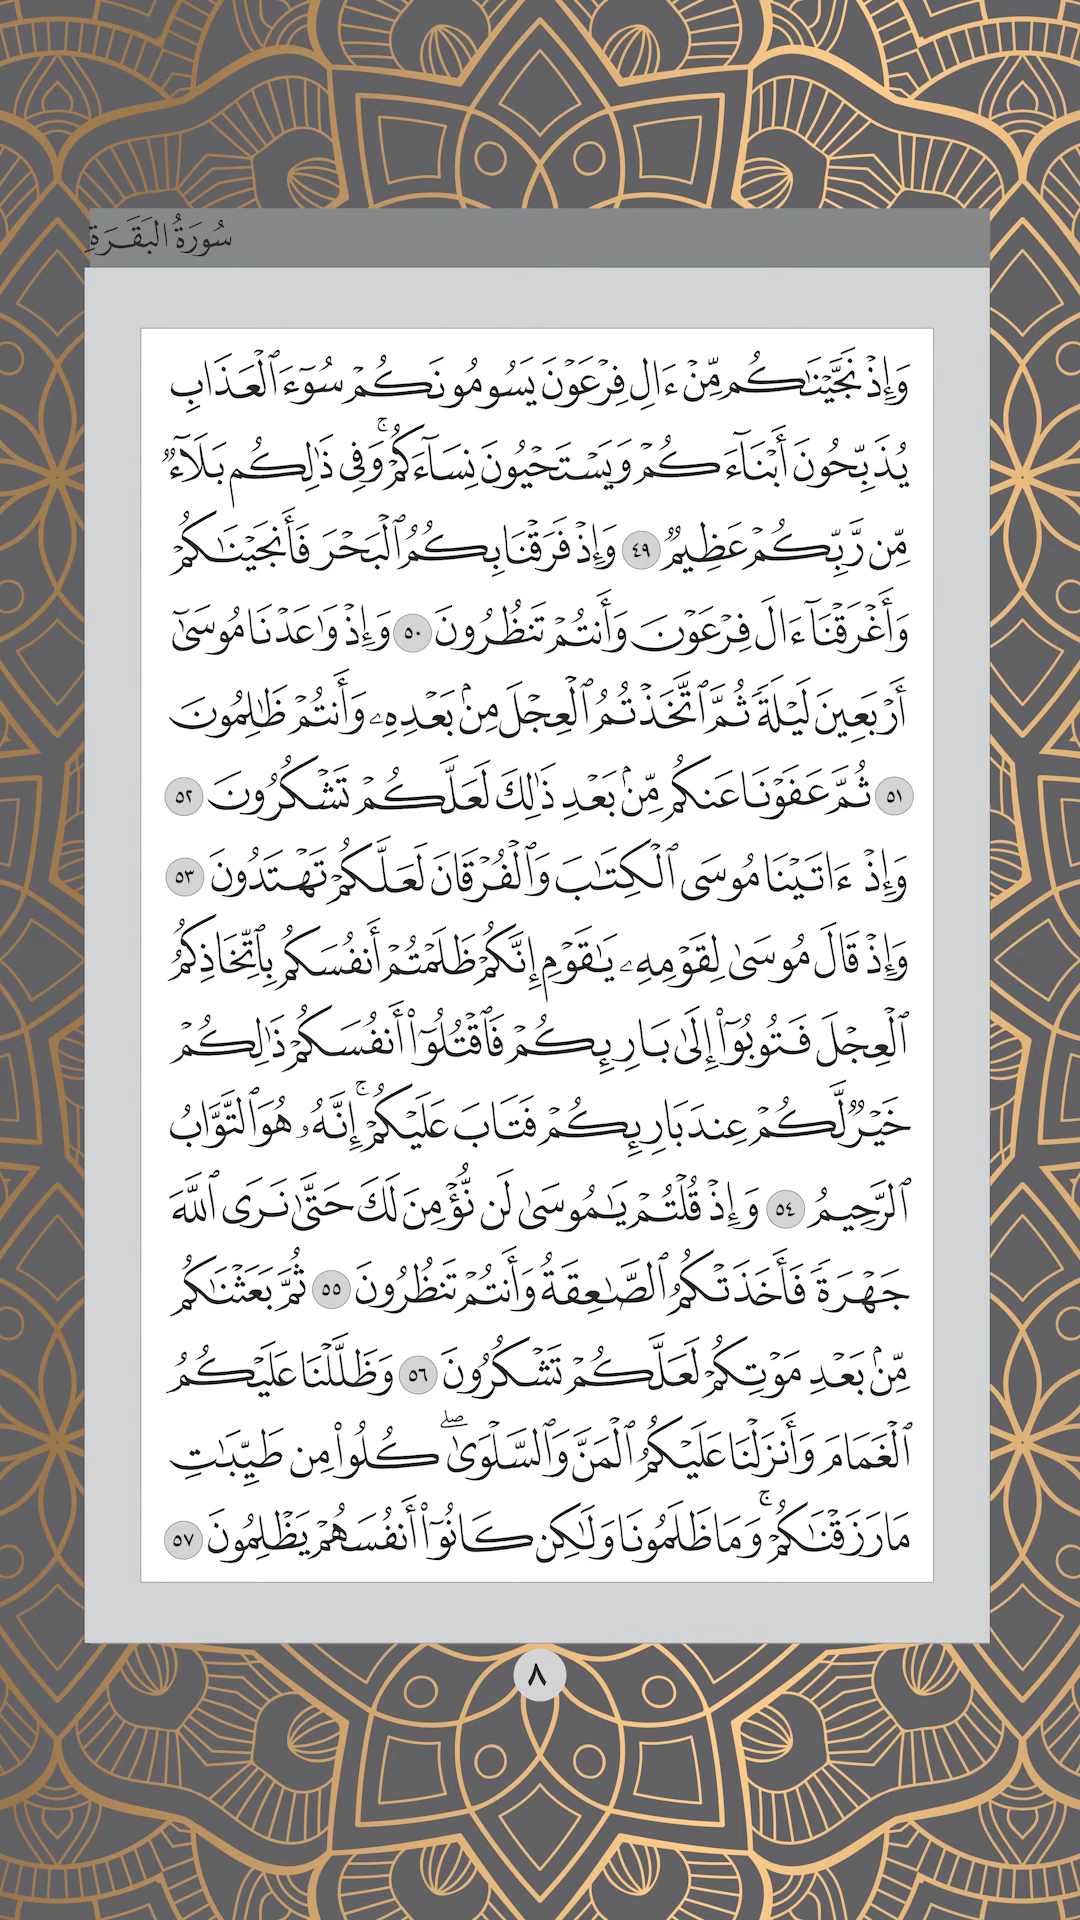 سُورَةُ البَقَرَةِ
وَإِذۡ نَجَّيۡنَٰكُم مِّنۡ ءَالِ فِرۡعَوۡنَ يَسُومُونَكُمۡ سُوٓءَ ٱلۡعَذَابِ
يُذَبِّحُونَ أَبۡنَآءَكُمۡ وَيَسۡتَحۡيُونَ نِسَآءَكُمۡۚ وَفِي ذَٰلِكُم بَلَآءٞ
مِّن رَّبِّكُمۡ عَظِيمٞ ٤٩ وَإِذۡ فَرَقۡنَا بِكُمُ ٱلۡبَحۡرَ فَأَنجَيۡنَٰكُمۡ
وَأَغۡرَقۡنَآ ءَالَ فِرۡعَوۡنَ وَأَنتُمۡ تَنظُرُونَ ٥٠ وَإِذۡ وَٰعَدۡنَا مُوسَىٰٓ
أَرۡبَعِينَ لَيۡلَةٗ ثُمَّ ٱتَّخَذۡتُمُ ٱلۡعِجۡلَ مِنۢ بَعۡدِهِۦ وَأَنتُمۡ ظَٰلِمُونَ
٥١ ثُمَّ عَفَوۡنَا عَنكُم مِّنۢ بَعۡدِ ذَٰلِكَ لَعَلَّكُمۡ تَشۡكُرُونَ ٥٢
وَإِذۡ ءَاتَيۡنَا مُوسَى ٱلۡكِتَٰبَ وَٱلۡفُرۡقَانَ لَعَلَّكُمۡ تَهۡتَدُونَ ٥٣
وَإِذۡ قَالَ مُوسَىٰ لِقَوۡمِهِۦ يَٰقَوۡمِ إِنَّكُمۡ ظَلَمۡتُمۡ أَنفُسَكُم بِٱتِّخَاذِكُمُ
ٱلۡعِجۡلَ فَتُوبُوٓاْ إِلَىٰ بَارِئِكُمۡ فَٱقۡتُلُوٓاْ أَنفُسَكُمۡ ذَٰلِكُمۡ
خَيۡرٞ لَّكُمۡ عِندَ بَارِئِكُمۡ فَتَابَ عَلَيۡكُمۡۚ إِنَّهُۥ هُوَ ٱلتَّوَّابُ
ٱلرَّحِيمُ ٥٤ وَإِذۡ قُلۡتُمۡ يَٰمُوسَىٰ لَن نُّؤۡمِنَ لَكَ حَتَّىٰ نَرَى ٱللَّهَ
جَهۡرَةٗ فَأَخَذَتۡكُمُ ٱلصَّٰعِقَةُ وَأَنتُمۡ تَنظُرُونَ ٥٥ ثُمَّ بَعَثۡنَٰكُم
مِّنۢ بَعۡدِ مَوۡتِكُمۡ لَعَلَّكُمۡ تَشۡكُرُونَ ٥٦ وَظَلَّلۡنَا عَلَيۡكُمُ
ٱلۡغَمَامَ وَأَنزَلۡنَا عَلَيۡكُمُ ٱلۡمَنَّ وَٱلسَّلۡوَىٰۖ كُلُواْ مِن طَيِّبَٰتِ
مَا رَزَقۡنَٰكُمۡۚ وَمَا ظَلَمُونَا وَلَٰكِن كَانُوٓاْ أَنفُسَهُمۡ يَظۡلِمُونَ ٥٧
٨